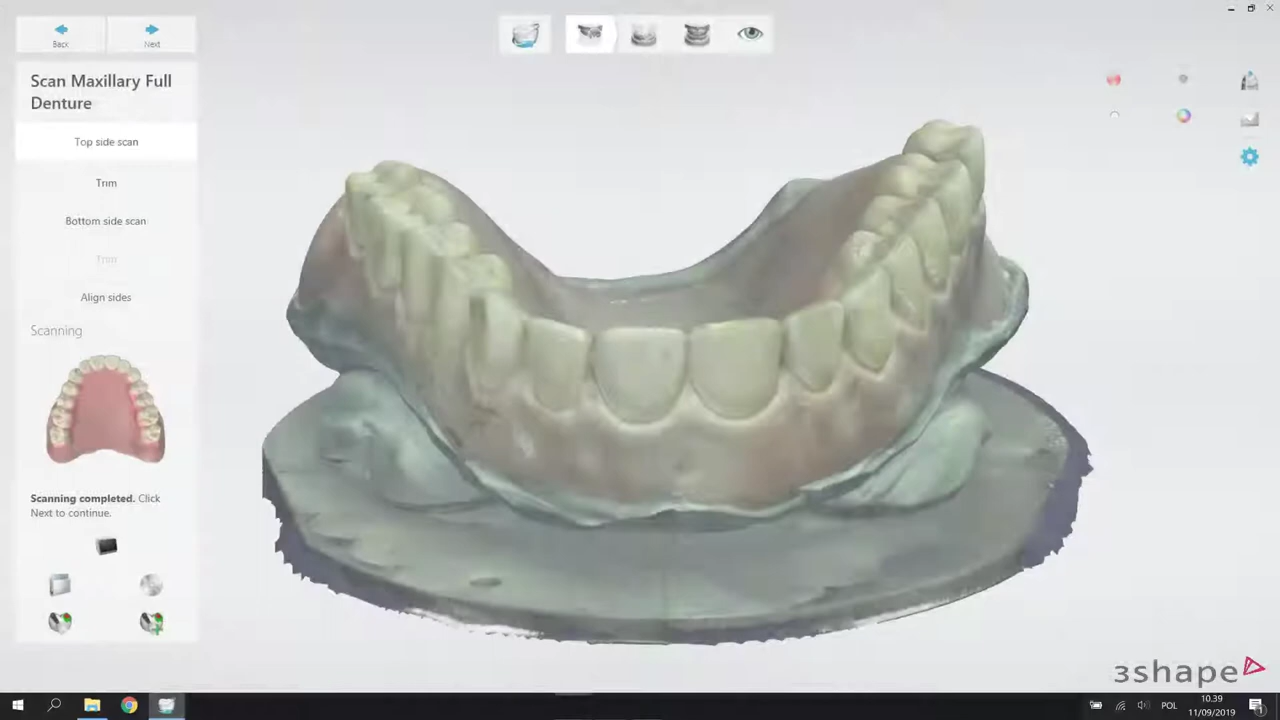 Back
Next
Scan Maxillary Full
Denture
Top side scan
Trim
Bottom side scan
Trim
Align sides
Scanning
Scanning completed. Click
Next to continue.
3shape
POL
10.39
11/09/2019
1